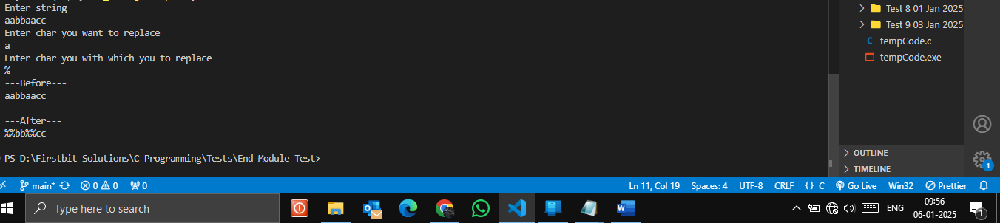 Enter string
aabbaacc
Enter char you want to replace
a
Enter char you with which you to replace
%
---Before---
aabbaacc
---After---
%%bb%%cc
PS D:\Firstbit Solutions\C Programming\Tests\End Module Test>
Test 8 01 Jan 2025
Test 9 03 Jan 2025
C tempCode.c
tempCode.exe
OUTLINE
TIMELINE
1
main* 0 0 0 Ln 11, Col 19 Spaces: 4 UTF-8 CRLF {} C Go Live Win32 Prettier
Type here to search
ENG
09:56
06-01-2025
1